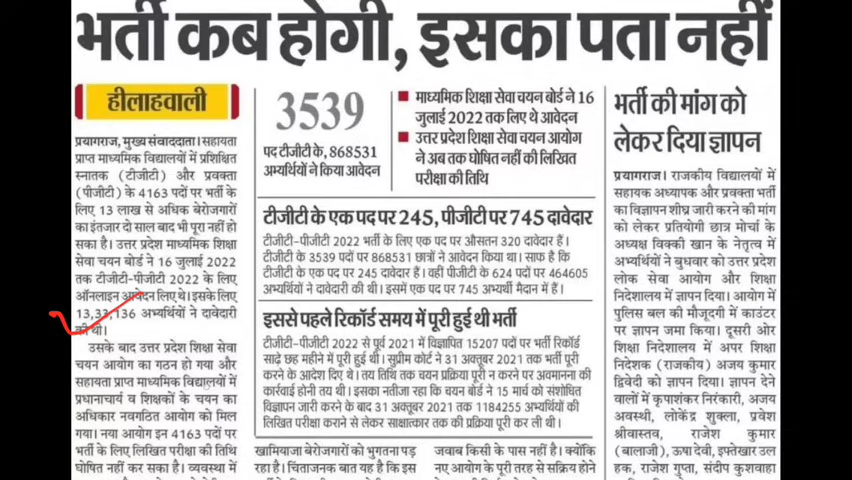 भर्ती कब होगी, इसका पता नहीं
हीलाहवाली
प्रयागराज, मुख्य संवाददाता। सहायता
प्राप्त माध्यमिक विद्यालयों में प्रशिक्षित
स्नातक (टीजीटी) और प्रवक्ता
(पीजीटी) के 4163 पदों पर भर्ती के
लिए 13 लाख से अधिक बेरोजगारों
का इंतजार दो साल बाद भी पूरा नहीं हो
सका है। उत्तर प्रदेश माध्यमिक शिक्षा
सेवा चयन बोर्ड ने 16 जुलाई 2022
तक टीजीटी-पीजीटी 2022 के लिए
ऑनलाइन आवेदन लिए थे। इसके लिए
13,33,136 अभ्यर्थियों ने दावेदारी
की थी।
उसके बाद उत्तर प्रदेश शिक्षा सेवा
चयन आयोग का गठन हो गया और
सहायता प्राप्त माध्यमिक विद्यालयों में
प्रधानाचार्य व शिक्षकों के चयन का
अधिकार नवगठित आयोग को मिल
गया। नया आयोग इन 4163 पदों पर
भर्ती के लिए लिखित परीक्षा की तिथि
घोषित नहीं कर सका है। व्यवस्था में
3539
पद टीजीटी के, 868531
अभ्यर्थियों ने किया आवेदन
माध्यमिक शिक्षा सेवा चयन बोर्ड ने 16
जुलाई 2022 तक लिए थे आवेदन
उत्तर प्रदेश शिक्षा सेवा चयन आयोग
ने अब तक घोषित नहीं की लिखित
परीक्षा की तिथि
टीजीटी के एक पद पर 245, पीजीटी पर 745 दावेदार
टीजीटी-पीजीटी 2022 भर्ती के लिए एक पद पर औसतन 320 दावेदार हैं।
टीजीटी के 3539 पदों पर 868531 छात्रों ने आवेदन किया था। साफ है कि
टीजीटी के एक पद पर 245 दावेदार हैं। वहीं पीजीटी के 624 पदों पर 464605
अभ्यर्थियों ने दावेदारी की थी। इसमें एक पद पर 745 अभ्यर्थी मैदान में हैं।
इससे पहले रिकॉर्ड समय में पूरी हुई थी भर्ती
टीजीटी-पीजीटी 2022 से पूर्व 2021 में विज्ञापित 15207 पदों पर भर्ती रिकॉर्ड
साढ़े छह महीने में पूरी हुई थी। सुप्रीम कोर्ट ने 31 अक्तूबर 2021 तक भर्ती पूरी
करने के आदेश दिए थे। तय तिथि तक चयन प्रक्रिया पूरी न करने पर अवमानना की
कार्रवाई होनी तय थी। इसका नतीजा रहा कि चयन बोर्ड ने 15 मार्च को संशोधित
विज्ञापन जारी करने के बाद 31 अक्तूबर 2021 तक 1184255 अभ्यर्थियों की
लिखित परीक्षा कराने से लेकर साक्षात्कार तक की प्रक्रिया पूरी कर ली थी।
खामियाजा बेरोजगारों को भुगतना पड़
रहा है। चिंताजनक बात यह है कि इस
जवाब किसी के पास नहीं है। क्योंकि
नए आयोग के पूरी तरह से सक्रिय होने
भर्ती की मांग को
लेकर दिया ज्ञापन
प्रयागराज। राजकीय विद्यालयों में
सहायक अध्यापक और प्रवक्ता भर्ती
का विज्ञापन शीघ्र जारी करने की मांग
को लेकर प्रतियोगी छात्र मोर्चा के
अध्यक्ष विक्की खान के नेतृत्व में
अभ्यर्थियों ने बुधवार को उत्तर प्रदेश
लोक सेवा आयोग और शिक्षा
निदेशालय में ज्ञापन दिया। आयोग में
पुलिस बल की मौजूदगी में काउंटर
पर ज्ञापन जमा किया। दूसरी ओर
शिक्षा निदेशालय में अपर शिक्षा
निदेशक (राजकीय) अजय कुमार
द्विवेदी को ज्ञापन दिया। ज्ञापन देने
वालों में कृपाशंकर निरंकारी, अजय
अवस्थी, लोकेंद्र शुक्ला, प्रवेश
श्रीवास्तव, राजेश कुमार
(बालाजी), ऊषा देवी, इफ्तेखार उल
हक, राजेश गुप्ता, संदीप कुशवाहा